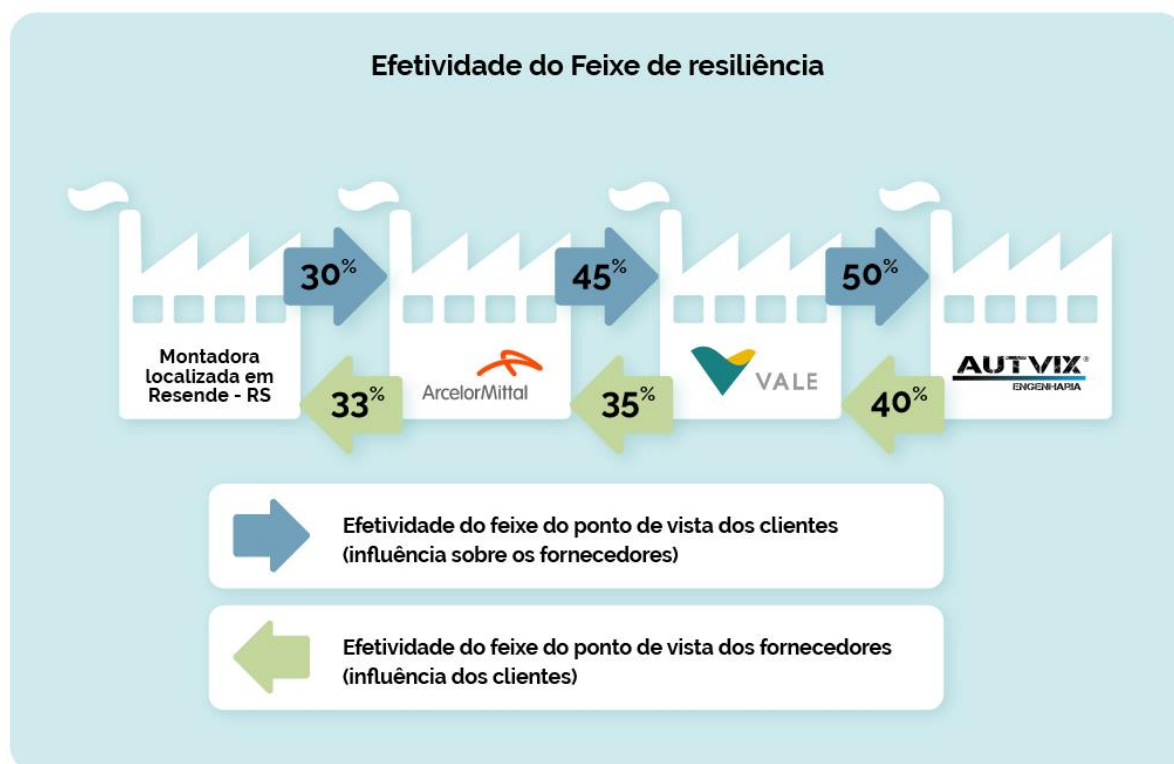 Efetividade do Feixe de resiliência
30%
45%
50%
Montadora
localizada em
Resende - RS
ArcelorMittal
VALE
AUTVIX®
ENGENHARIA
33%
35%
40%
Efetividade do feixe do ponto de vista dos clientes
(influência sobre os fornecedores)
Efetividade do feixe do ponto de vista dos fornecedores
(influência dos clientes)